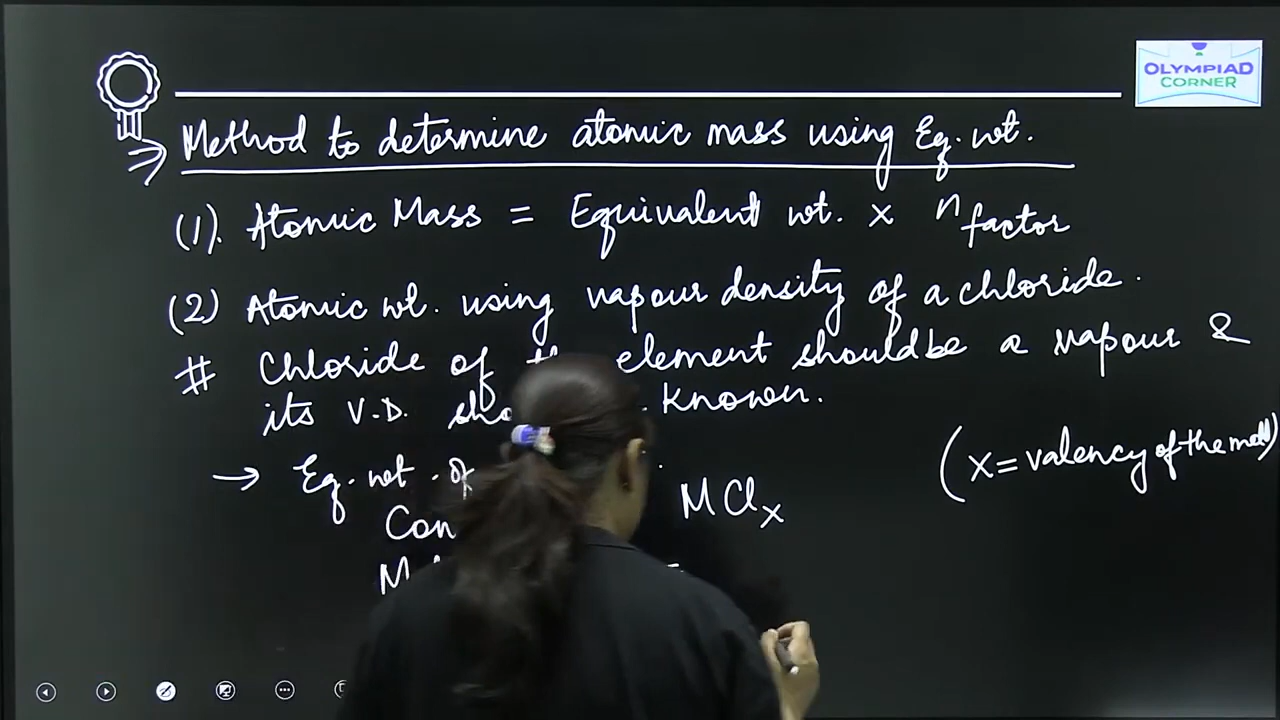 OLYMPIAD
CORNER
⇒ Method to determine atomic mass using Eq. wt.
(1). Atomic Mass = Equivalent wt. x n factor
(2) Atomic wt. using vapour density of a chloride.
# Chloride of element should be a vapour &
its V.D. known.
→ Eq. wt. of
MClx
(x = valency of the